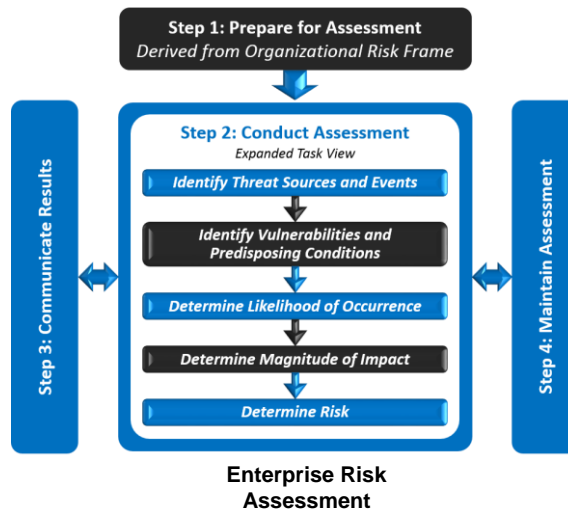 Step 1: Prepare for Assessment
Derived from Organizational Risk Frame
Step 3: Communicate Results
Step 2: Conduct Assessment
Expanded Task View
Identify Threat Sources and Events
Identify Vulnerabilities and
Predisposing Conditions
Determine Likelihood of Occurrence
Determine Magnitude of Impact
Determine Risk
Step 4: Maintain Assessment
Enterprise Risk
Assessment